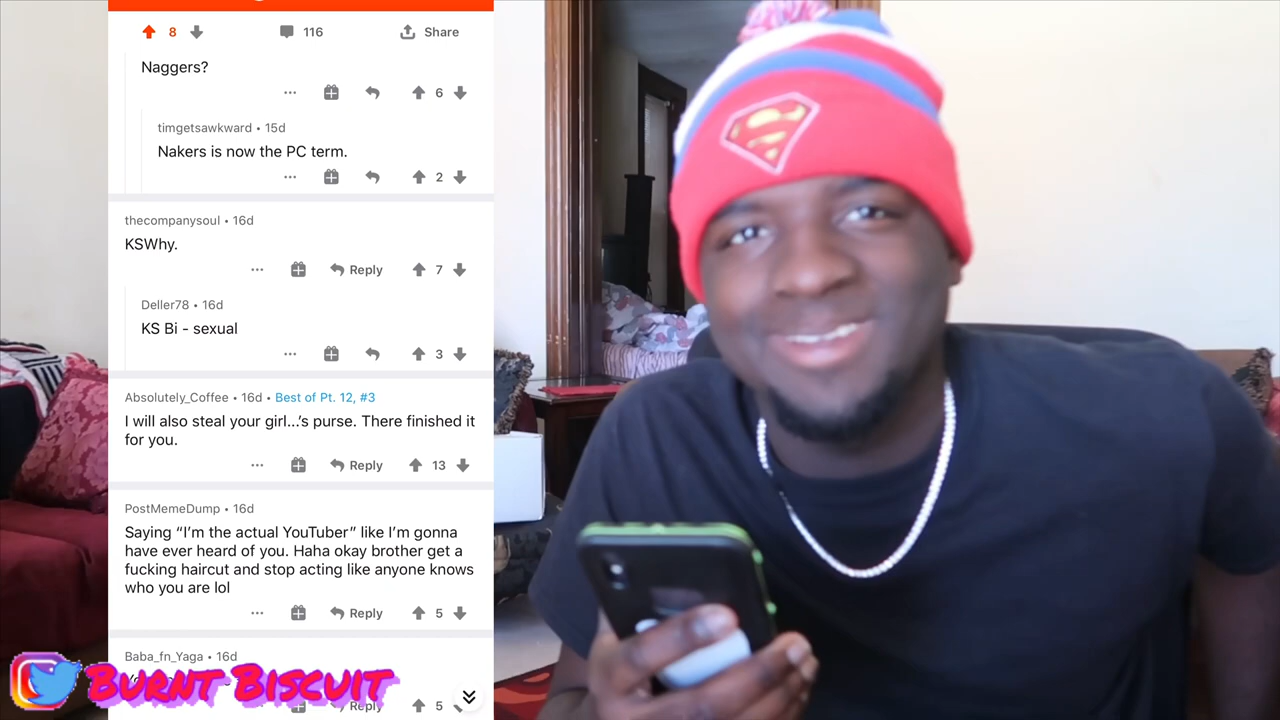 8
116
Share
Naggers?
6
timgetsawkward • 15d
Nakers is now the PC term.
2
thecompanysoul • 16d
KSWhy.
Reply
7
Deller78 • 16d
KS Bi - sexual
3
Absolutely_Coffee • 16d • Best of Pt. 12, #3
I will also steal your girl...’s purse. There finished it
for you.
Reply
13
PostMemeDump • 16d
Saying “I’m the actual YouTuber” like I’m gonna
have ever heard of you. Haha okay brother get a
fucking haircut and stop acting like anyone knows
who you are lol
Reply
5
Baba_fn_Yaga • 16d
Reply
5
BURNT BISCUIT
S